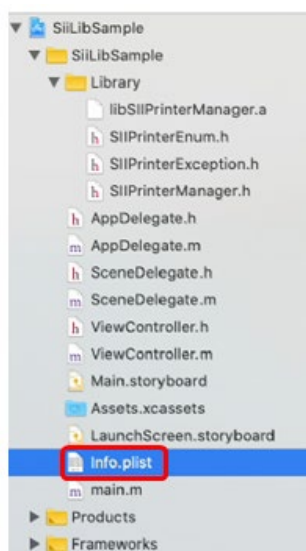 SiiLibSample
SiiLibSample
Library
libSIIPrinterManager.a
h SIIPrinterEnum.h
h SIIPrinterException.h
h SIIPrinterManager.h
h AppDelegate.h
m AppDelegate.m
h SceneDelegate.h
m SceneDelegate.m
h ViewController.h
m ViewController.m
Main.storyboard
Assets.xcassets
LaunchScreen.storyboard
Info.plist
m main.m
Products
Frameworks